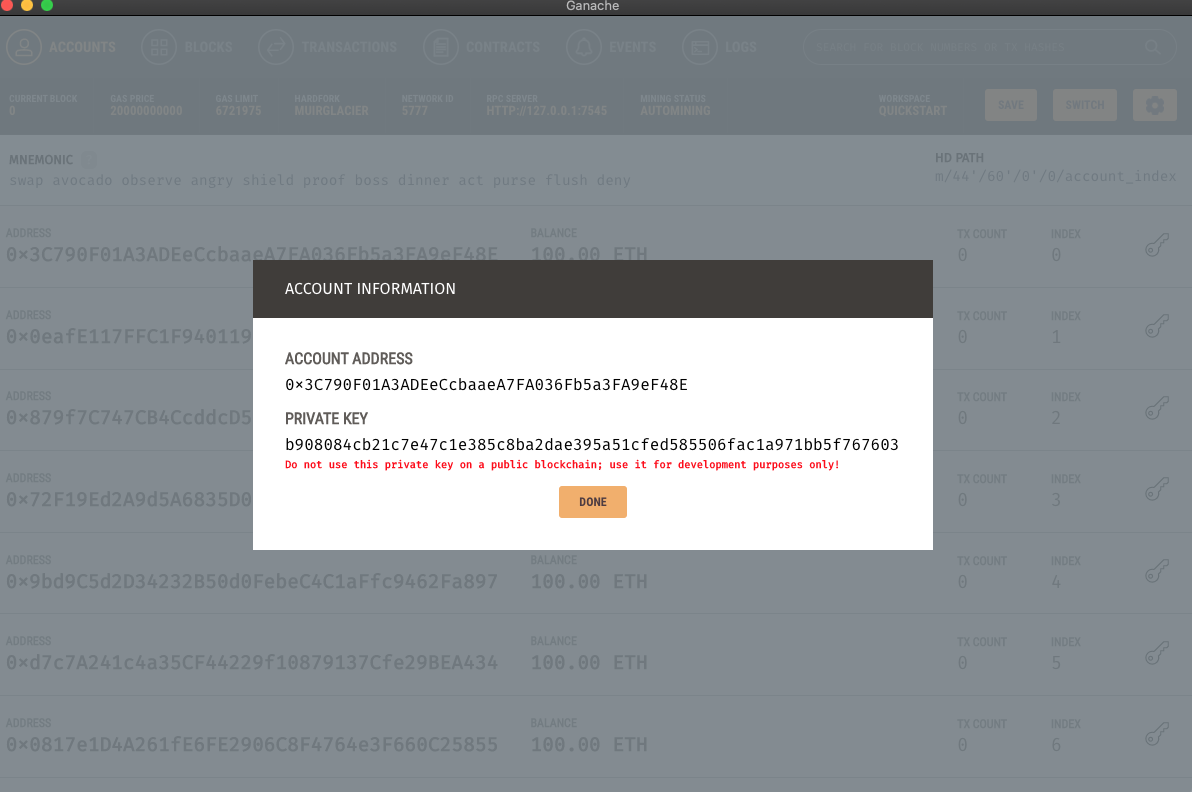 Ganache
ACCOUNTS BLOCKS TRANSACTIONS CONTRACTS EVENTS LOGS SEARCH FOR BLOCK NUMBERS OR TX HASHES
CURRENT BLOCK GAS PRICE GAS LIMIT HARDFORK NETWORK ID RPC SERVER MINING STATUS WORKSPACE
0 20000000000 6721975 MUIRGLACIER 5777 HTTP://127.0.0.1:7545 AUTOMINING QUICKSTART SAVE SWITCH
MNEMONIC HD PATH
swap avocado observe angry shield proof boss dinner act purse flush deny m/44'/60'/0'/0/account_index
ADDRESS BALANCE TX COUNT INDEX
0×3C790F01A3ADEeCcbaaeA7FA036Fb5a3FA9eF48E 100.00 ETH 0 0
ACCOUNT INFORMATION
ADDRESS TX COUNT INDEX
0×0eafE117FFC1F940119 0 1
ACCOUNT ADDRESS
0×3C790F01A3ADEeCcbaaeA7FA036Fb5a3FA9eF48E
ADDRESS TX COUNT INDEX
0×879f7C747CB4CcddcD5 0 2
PRIVATE KEY
b908084cb21c7e47c1e385c8ba2dae395a51cfed585506fac1a971bb5f767603
Do not use this private key on a public blockchain; use it for development purposes only!
ADDRESS TX COUNT INDEX
0×72F19Ed2A9d5A6835D0 0 3
DONE
ADDRESS BALANCE TX COUNT INDEX
0×9bd9C5d2D34232B50d0FebeC4C1aFfc9462Fa897 100.00 ETH 0 4
ADDRESS BALANCE TX COUNT INDEX
0×d7c7A241c4a35CF44229f10879137Cfe29BEA434 100.00 ETH 0 5
ADDRESS BALANCE TX COUNT INDEX
0×0817e1D4A261fE6FE2906C8F4764e3F660C25855 100.00 ETH 0 6